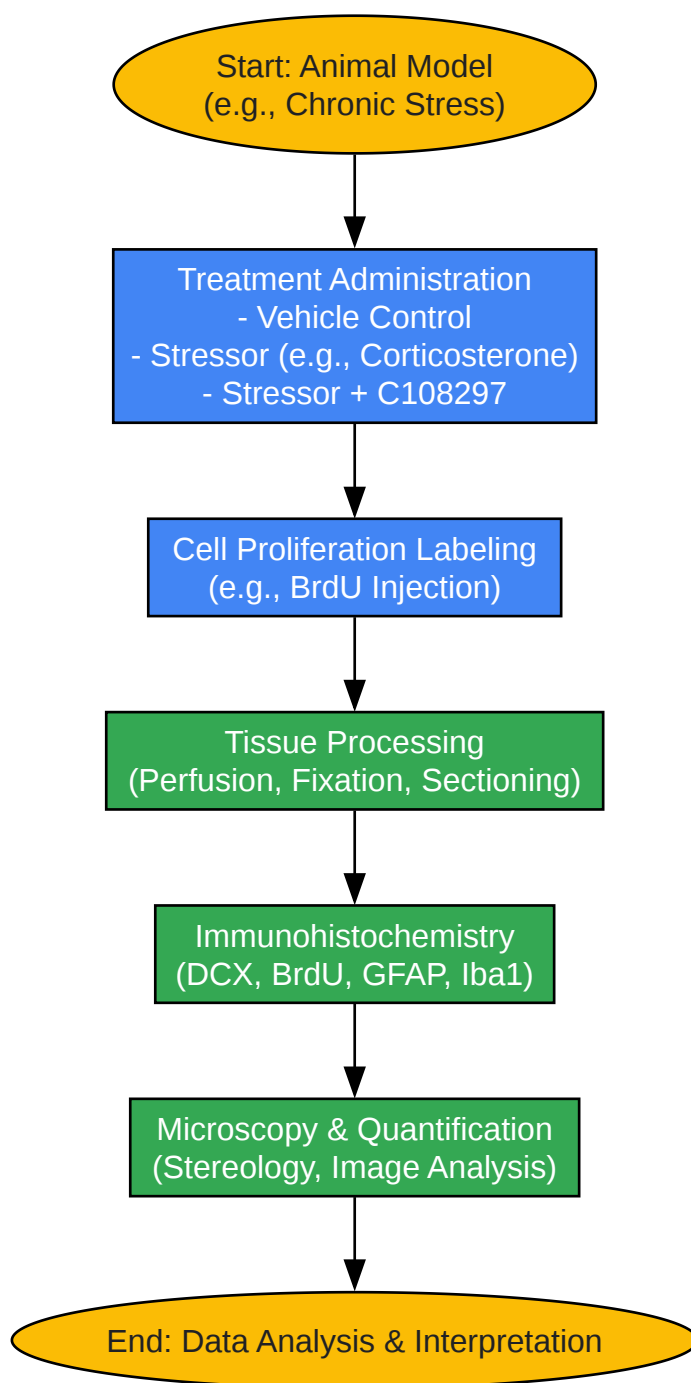 Start: Animal Model
(e.g., Chronic Stress)
Treatment Administration
- Vehicle Control
- Stressor (e.g., Corticosterone)
- Stressor + C108297
Cell Proliferation Labeling
(e.g., BrdU Injection)
Tissue Processing
(Perfusion, Fixation, Sectioning)
Immunohistochemistry
(DCX, BrdU, GFAP, Iba1)
Microscopy & Quantification
(Stereology, Image Analysis)
End: Data Analysis & Interpretation